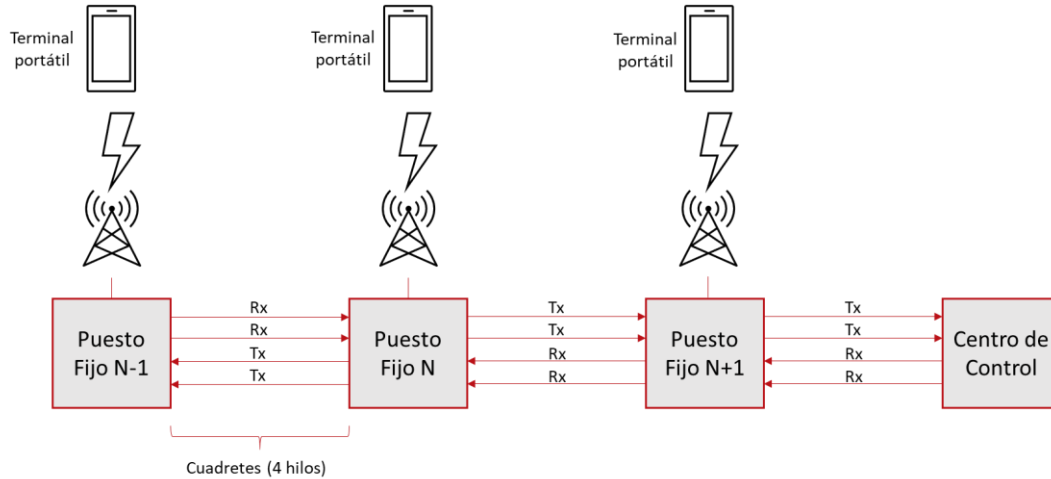 Terminal
portátil
Terminal
portátil
Terminal
portátil
Rx
Rx
Tx
Tx
Tx
Tx
Rx
Rx
Tx
Tx
Rx
Rx
Puesto
Fijo N-1
Puesto
Fijo N
Puesto
Fijo N+1
Centro de
Control
Cuadretes (4 hilos)